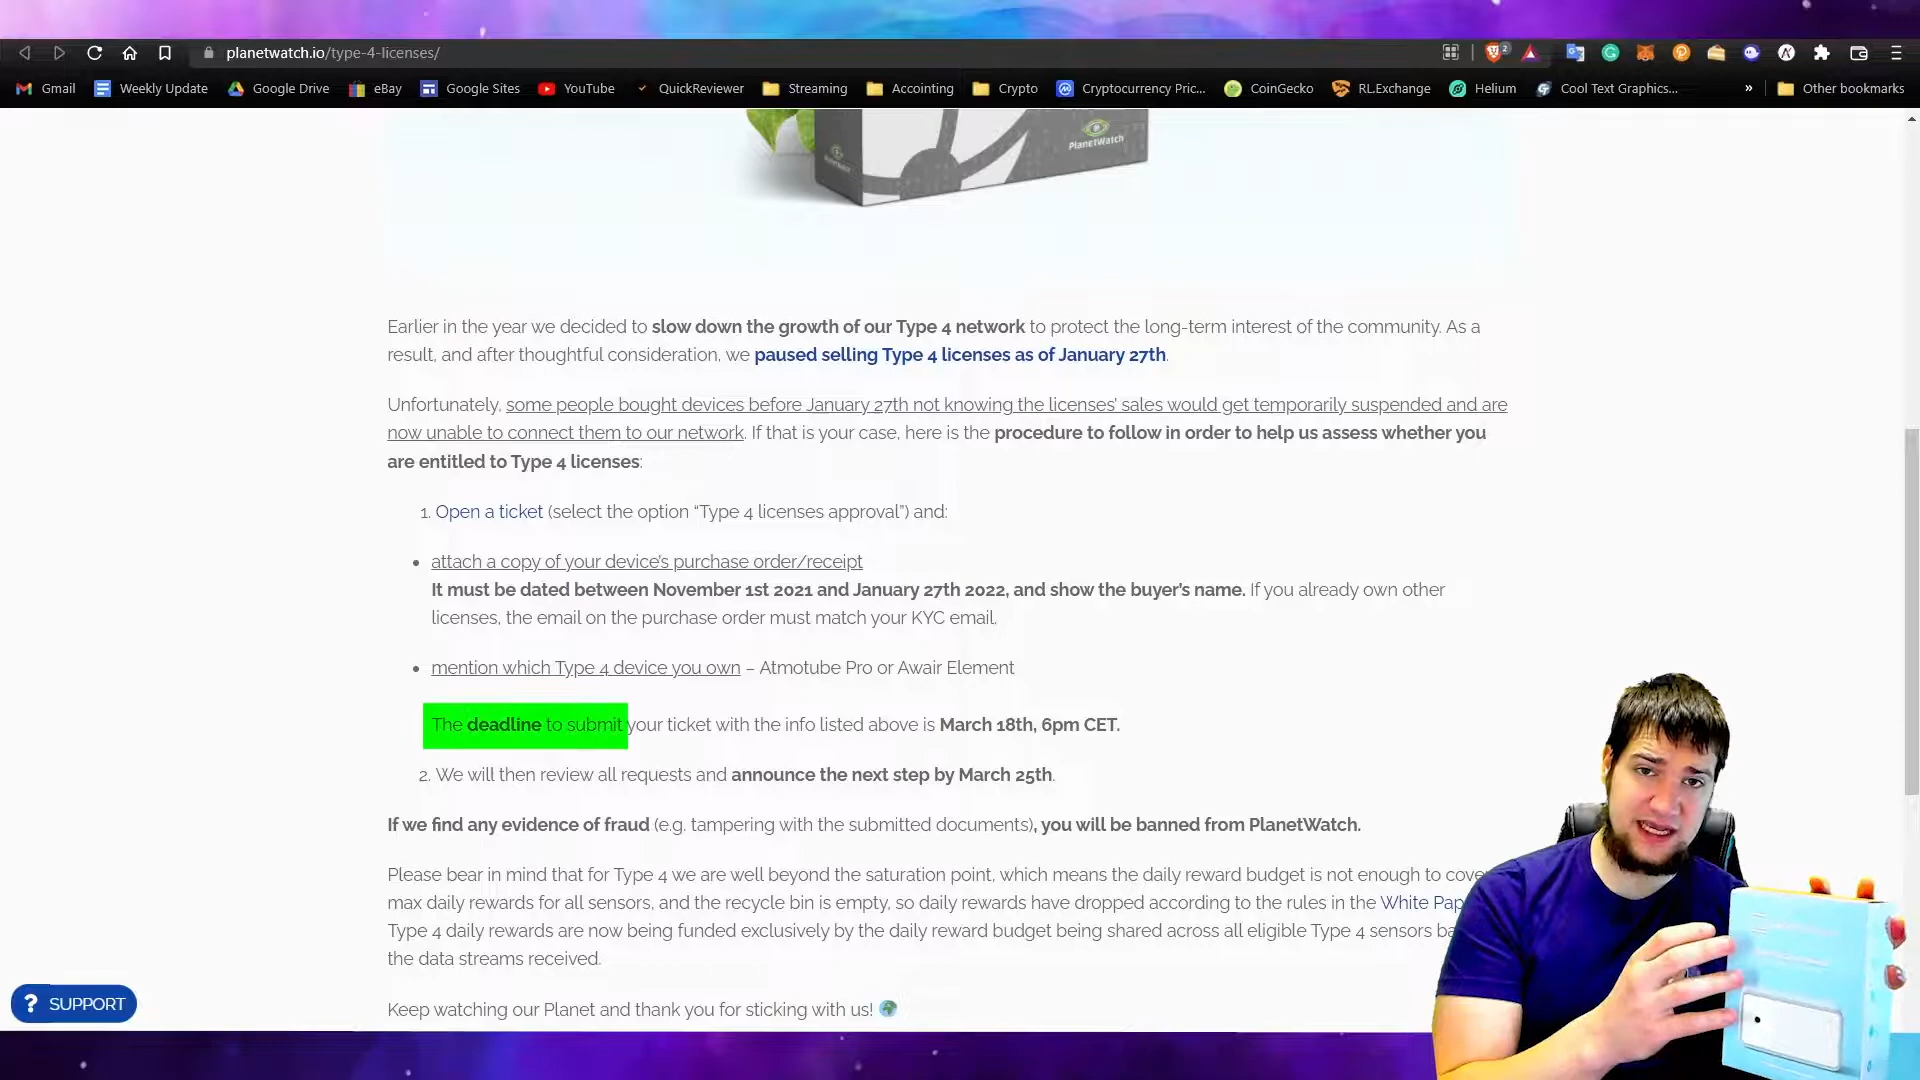 planetwatch.io/type-4-licenses/
2
Gmail Weekly Update Google Drive eBay Google Sites YouTube QuickReviewer Streaming Accointing Crypto Cryptocurrency Pric... CoinGecko RL.Exchange Helium Cool Text Graphics... » Other bookmarks
PlanetWatch
Earlier in the year we decided to slow down the growth of our Type 4 network to protect the long-term interest of the community. As a
result, and after thoughtful consideration, we paused selling Type 4 licenses as of January 27th.
Unfortunately, some people bought devices before January 27th not knowing the licenses’ sales would get temporarily suspended and are
now unable to connect them to our network. If that is your case, here is the procedure to follow in order to help us assess whether you
are entitled to Type 4 licenses:
1. Open a ticket (select the option “Type 4 licenses approval”) and:
• attach a copy of your device’s purchase order/receipt
It must be dated between November 1st 2021 and January 27th 2022, and show the buyer’s name. If you already own other
licenses, the email on the purchase order must match your KYC email.
• mention which Type 4 device you own – Atmotube Pro or Awair Element
The deadline to submit your ticket with the info listed above is March 18th, 6pm CET.
2. We will then review all requests and announce the next step by March 25th.
If we find any evidence of fraud (e.g. tampering with the submitted documents), you will be banned from PlanetWatch.
Please bear in mind that for Type 4 we are well beyond the saturation point, which means the daily reward budget is not enough to cove
max daily rewards for all sensors, and the recycle bin is empty, so daily rewards have dropped according to the rules in the White Pap
Type 4 daily rewards are now being funded exclusively by the daily reward budget being shared across all eligible Type 4 sensors ba
the data streams received.
? SUPPORT
Keep watching our Planet and thank you for sticking with us! 🌍